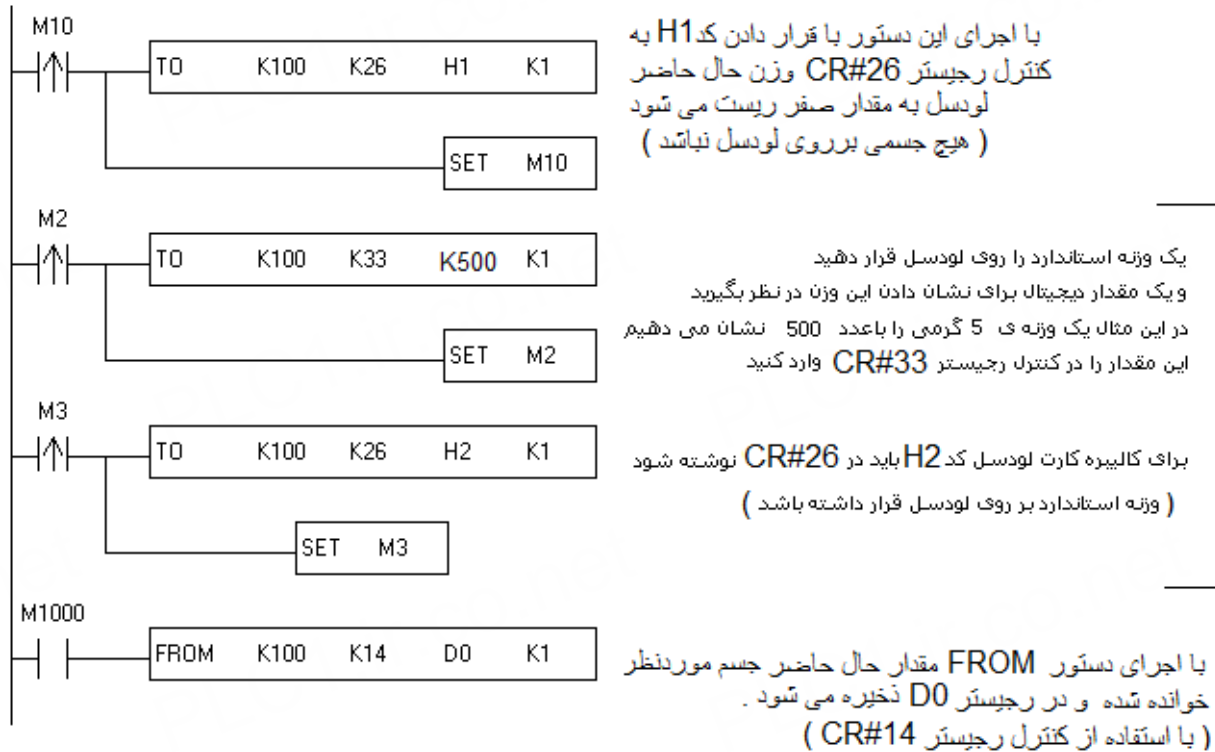 M10
TO K100 K26 H1 K1
SET M10
با اجرای این دستور با قرار دادن کد H1 به
کنترل رجیستر CR#26 وزن حال حاضر
لودسل به مقدار صفر ریست می شود
( هیچ جسمی برروی لودسل نباشد )
M2
TO K100 K33 K500 K1
SET M2
یک وزنه استاندارد را روی لودسل قرار دهید
و یک مقدار دیجیتال برای نشان دادن این وزن در نظر بگیرید
در این مثال یک وزنه ی 5 گرمی را باعدد 500 نشان می دهیم
این مقدار را در کنترل رجیستر CR#33 وارد کنید
M3
TO K100 K26 H2 K1
SET M3
برای کالیبره کارت لودسل کد H2 باید در CR#26 نوشته شود
( وزنه استاندارد بر روی لودسل قرار داشته باشد )
M1000
FROM K100 K14 D0 K1
با اجرای دستور FROM مقدار حال حاضر جسم موردنظر
خوانده شده و در رجیستر D0 ذخیره می شود .
( با استفاده از کنترل رجیستر CR#14 )